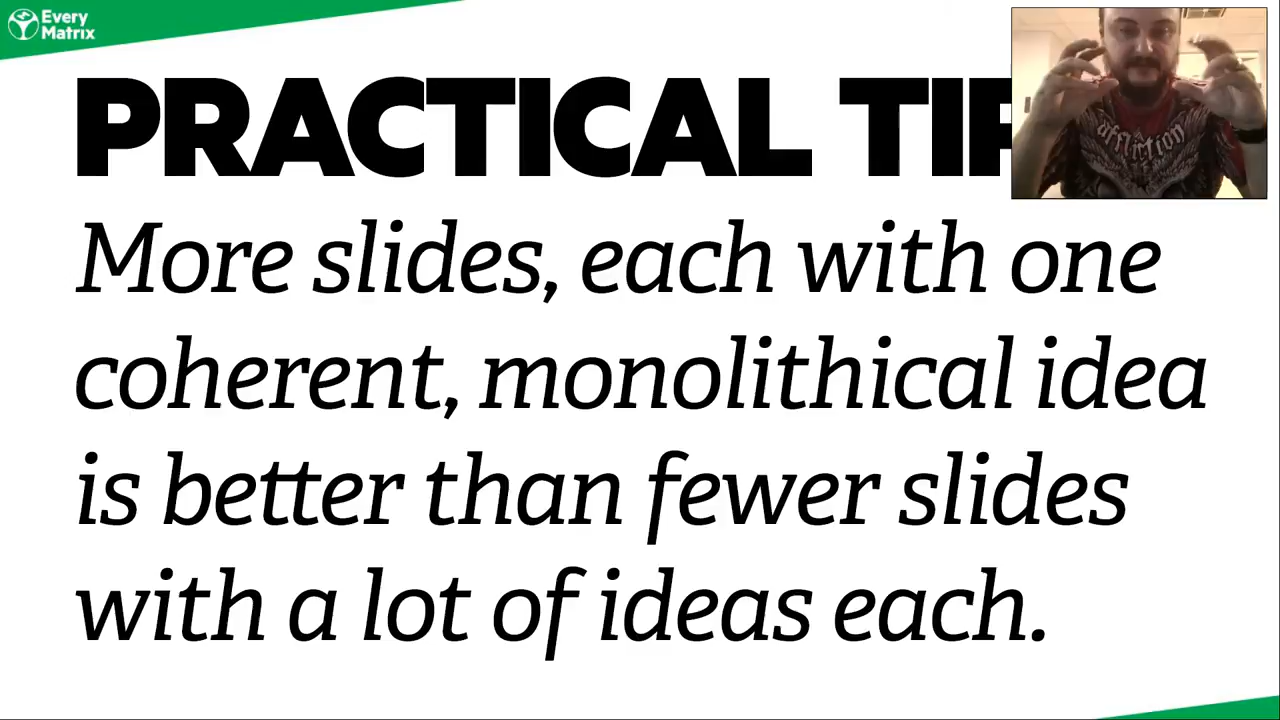 Every
Matrix
PRACTICAL TIP
affliction
More slides, each with one
coherent, monolithical idea
is better than fewer slides
with a lot of ideas each.